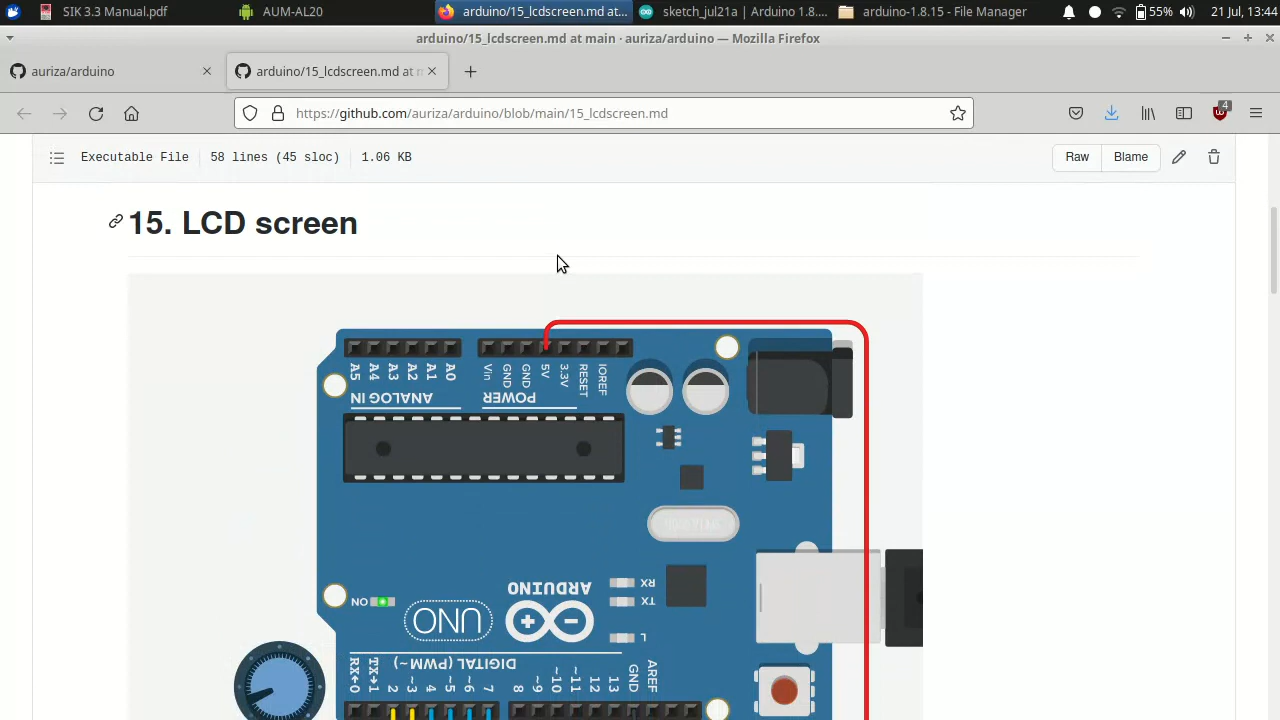 SIK 3.3 Manual.pdf
AUM-AL20
arduino/15_lcdscreen.md at...
sketch_jul21a | Arduino 1.8....
arduino-1.8.15 - File Manager
55%
21 Jul, 13:44
arduino/15_lcdscreen.md at main · auriza/arduino — Mozilla Firefox
auriza/arduino
arduino/15_lcdscreen.md at m
https://github.com/auriza/arduino/blob/main/15_lcdscreen.md
4
Executable File
58 lines (45 sloc)
1.06 KB
Raw
Blame
15. LCD screen
A5 A4 A3 A2 A1 A0
Vin GND GND 5V 3.3V RESET IOREF
ANALOG IN
POWER
RX
TX
L
ON
ARDUINO
UNO
DIGITAL (PWM~)
RX←0 TX→1 2 ~3 4 ~5 ~6 7 8 ~9 ~10 ~11 12 13 GND AREF